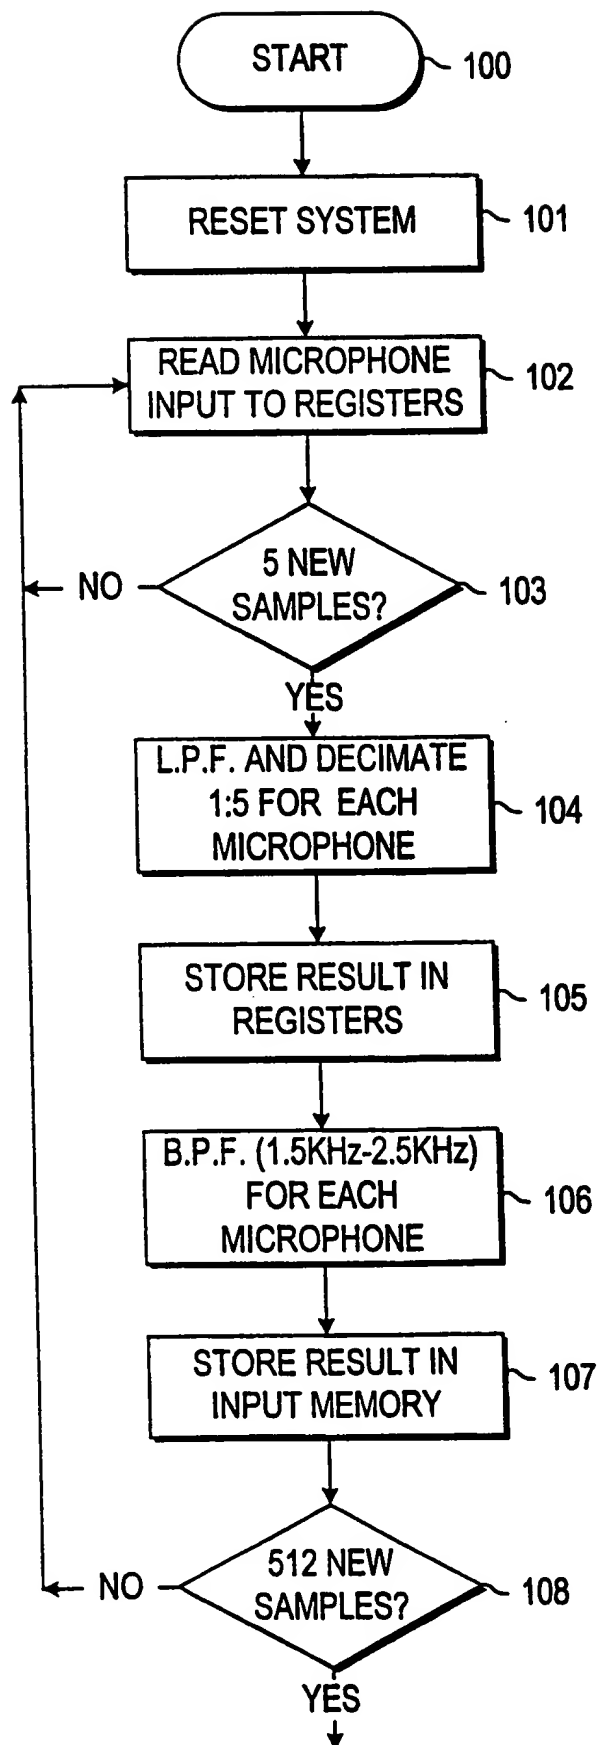 START
100
RESET SYSTEM
101
READ MICROPHONE
INPUT TO REGISTERS
102
5 NEW
SAMPLES?
103
NO
YES
L.P.F. AND DECIMATE
1:5 FOR EACH
MICROPHONE
104
STORE RESULT IN
REGISTERS
105
B.P.F. (1.5KHz-2.5KHz)
FOR EACH
MICROPHONE
106
STORE RESULT IN
INPUT MEMORY
107
512 NEW
SAMPLES?
108
NO
YES